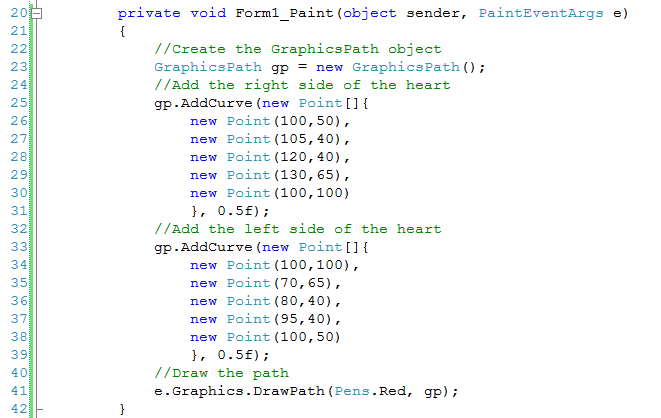 20 private void Form1_Paint(object sender, PaintEventArgs e)
21 {
22 //Create the GraphicsPath object
23 GraphicsPath gp = new GraphicsPath();
24 //Add the right side of the heart
25 gp.AddCurve(new Point[]{
26 new Point(100,50),
27 new Point(105,40),
28 new Point(120,40),
29 new Point(130,65),
30 new Point(100,100)
31 }, 0.5f);
32 //Add the left side of the heart
33 gp.AddCurve(new Point[]{
34 new Point(100,100),
35 new Point(70,65),
36 new Point(80,40),
37 new Point(95,40),
38 new Point(100,50)
39 }, 0.5f);
40 //Draw the path
41 e.Graphics.DrawPath(Pens.Red, gp);
42 }